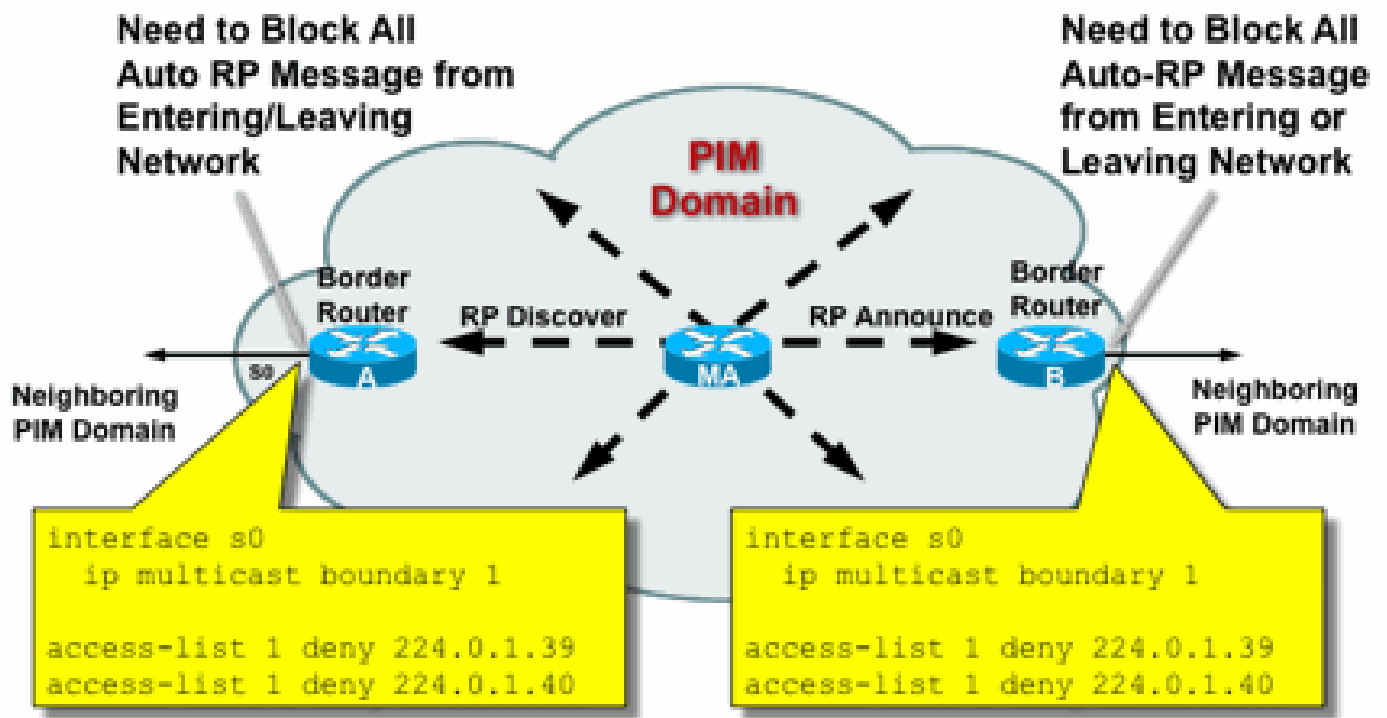 Need to Block All
Auto RP Message from
Entering/Leaving
Network
Need to Block All
Auto-RP Message
from Entering or
Leaving Network
PIM
Domain
Border
Router
RP Discover
RP Announce
Border
Router
S0
A
MA
B
Neighboring
PIM Domain
Neighboring
PIM Domain
interface s0
  ip multicast boundary 1
access-list 1 deny 224.0.1.39
access-list 1 deny 224.0.1.40
interface s0
  ip multicast boundary 1
access-list 1 deny 224.0.1.39
access-list 1 deny 224.0.1.40